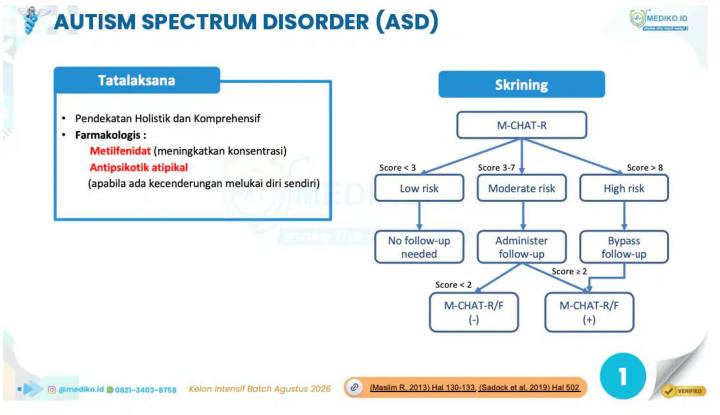 AUTISM SPECTRUM DISORDER (ASD)
MEDIKO.ID
Tatalaksana
• Pendekatan Holistik dan Komprehensif
• Farmakologis :
Metilfenidat (meningkatkan konsentrasi)
Antipsikotik atipikal
(apabila ada kecenderungan melukai diri sendiri)
Skrining
M-CHAT-R
Score < 3
Score 3-7
Score > 8
Low risk
Moderate risk
High risk
No follow-up
needed
Administer
follow-up
Bypass
follow-up
Score < 2
Score ≥ 2
M-CHAT-R/F
(-)
M-CHAT-R/F
(+)
1
@mediko.id 0821-3403-8758
Kelon Intensif Batch Agustus 2026
(Maslim R, 2013) Hal 130-133, (Sadock et al, 2019) Hal 502,
VERIFIED